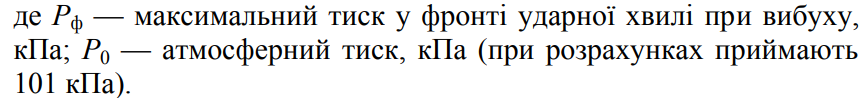 де Pф — максимальний тиск у фронті ударної хвилі при вибуху,
кПа; P0 — атмосферний тиск, кПа (при розрахунках приймають
101 кПа).